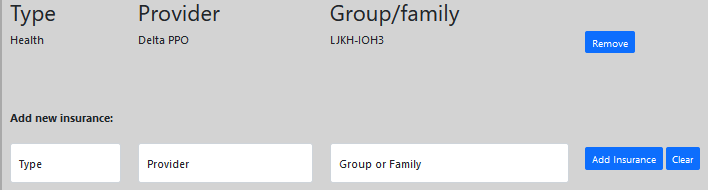 Type Provider Group/family
Health Delta PPO LJKH-IOH3 Remove
Add new insurance:
Type Provider Group or Family Add Insurance Clear